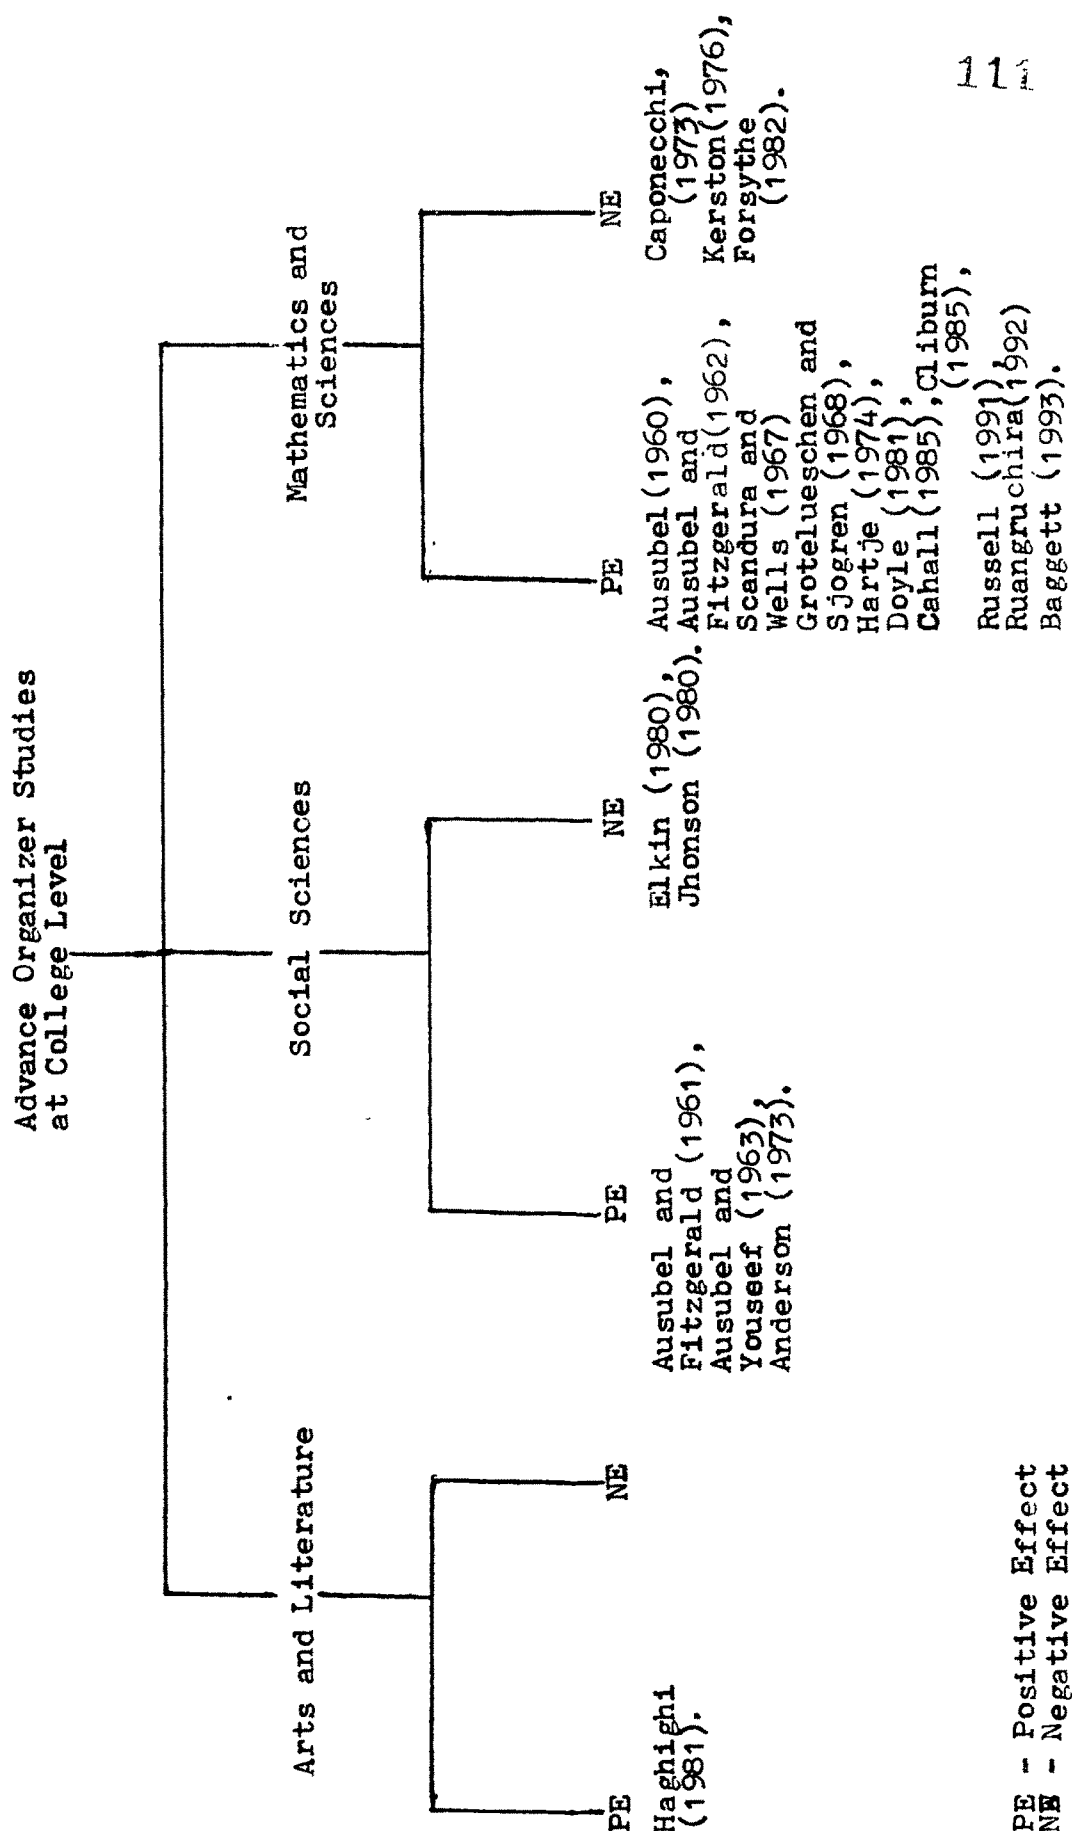 111
Advance Organizer Studies
at College Level
Arts and Literature
PE
Haghighi
(1981).
NE
Social Sciences
PE
Ausubel and
Fitzgerald (1961),
Ausubel and
Yousef (1963),
Anderson (1973).
NE
Elkin (1980),
Jhonson (1980).
Mathematics and
Sciences
PE
Ausubel (1960),
Ausubel and
Fitzgerald(1962),
Scandura and
Wells (1967)
Grotelueschen and
Sjogren (1968),
Hartje (1974),
Doyle (1981),
Cahall(1985),Cliburn
(1985),
Russell (1991),
Ruangruchira(1992)
Baggett (1993).
NE
Caponecchi,
(1973)
Kerston(1976),
Forsythe
(1982).
PE - Positive Effect
NE - Negative Effect